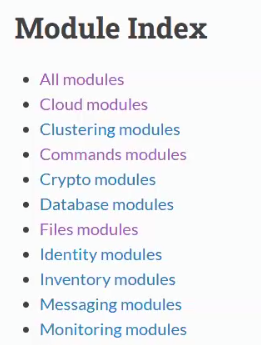 Module Index
All modules
Cloud modules
Clustering modules
Commands modules
Crypto modules
Database modules
Files modules
Identity modules
Inventory modules
Messaging modules
Monitoring modules